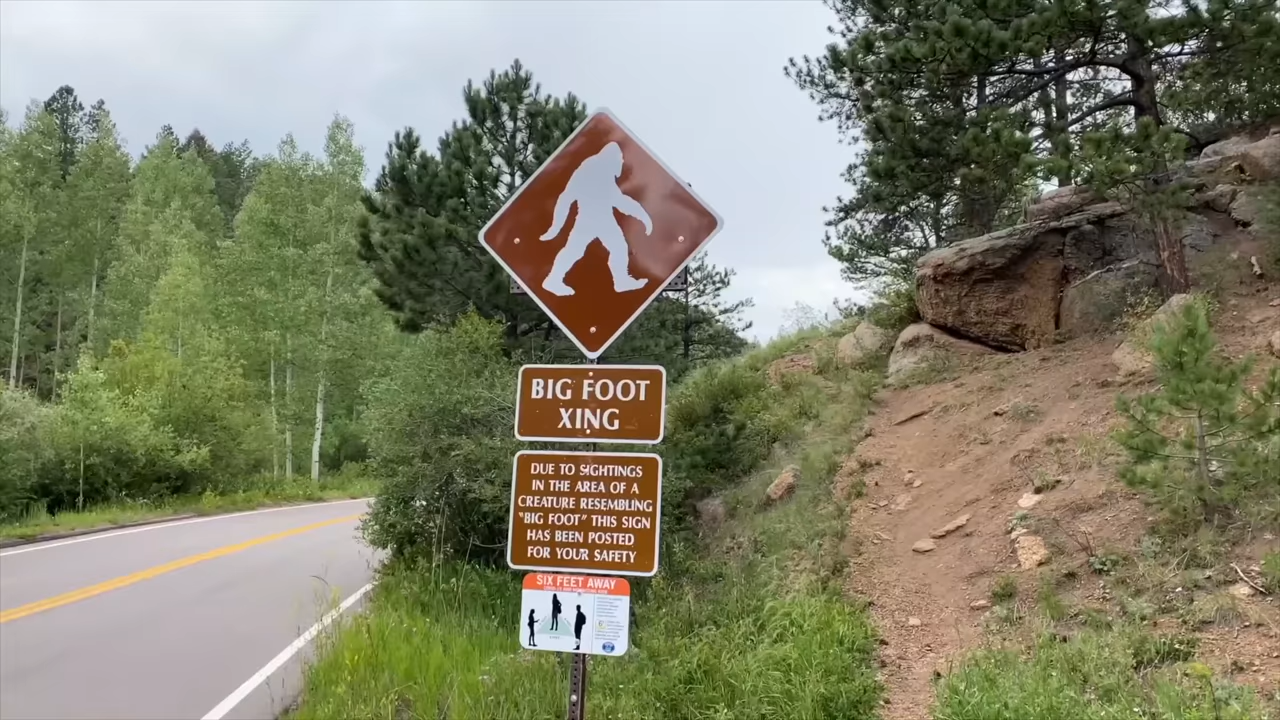 BIG FOOT
XING
DUE TO SIGHTINGS
IN THE AREA OF A
CREATURE RESEMBLING
"BIG FOOT" THIS SIGN
HAS BEEN POSTED
FOR YOUR SAFETY
SIX FEET AWAY